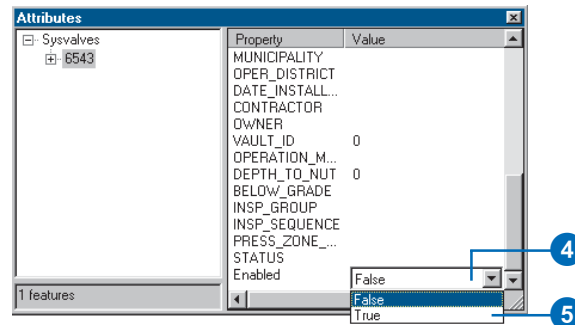 Attributes
Sysvalves
6543
Property Value
MUNICIPALITY
OPER_DISTRICT
DATE_INSTALL...
CONTRACTOR
OWNER
VAULT_ID 0
OPERATION_M...
DEPTH_TO_NUT 0
BELOW_GRADE
INSP_GROUP
INSP_SEQUENCE
PRESS_ZONE_...
STATUS
Enabled False
False
True
1 features
4
5